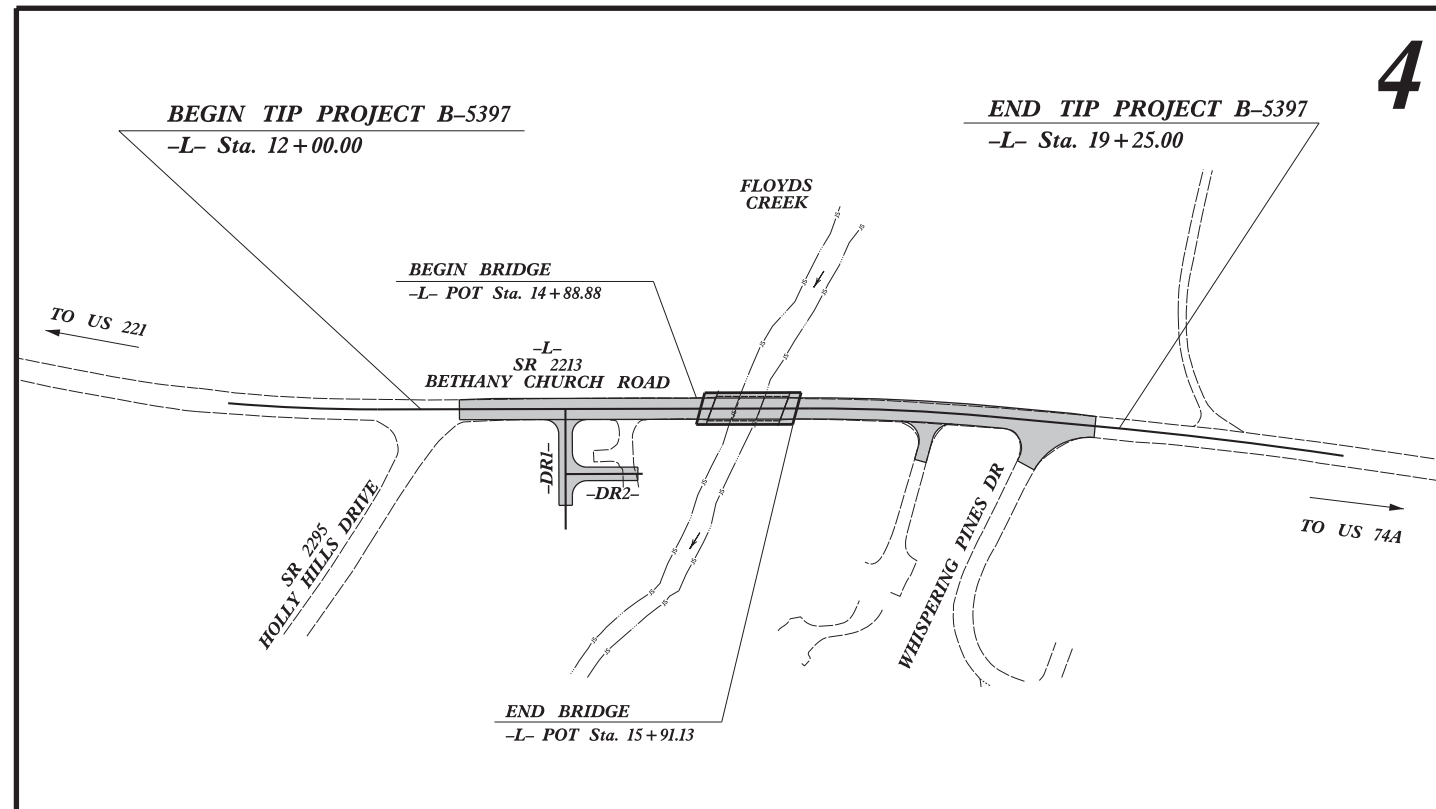 4
BEGIN TIP PROJECT B–5397
–L– Sta. 12+00.00
END TIP PROJECT B–5397
–L– Sta. 19+25.00
FLOYDS
CREEK
BEGIN BRIDGE
–L– POT Sta. 14+88.88
TO US 221
–L–
SR 2213
BETHANY CHURCH ROAD
–DR1–
–DR2–
SR 2295
HOLLY HILLS DRIVE
WHISPERING PINES DR
TO US 74A
END BRIDGE
–L– POT Sta. 15+91.13